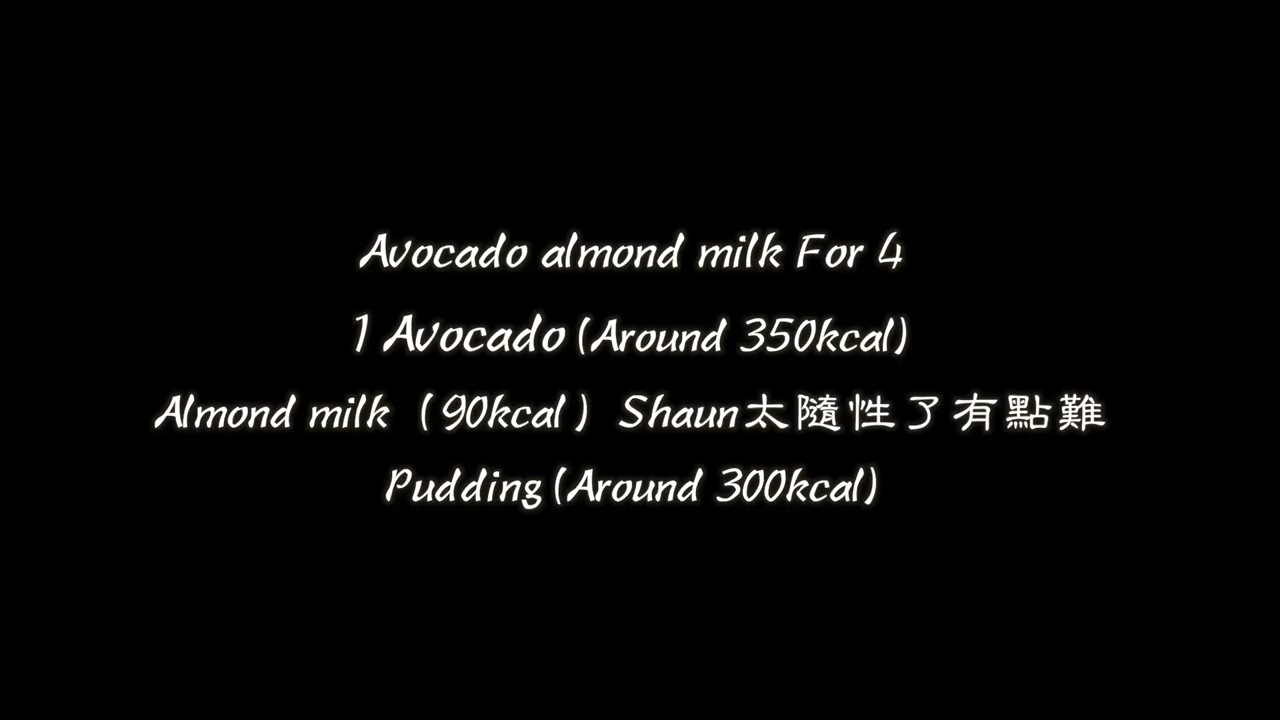 Avocado almond milk For 4
1 Avocado (Around 350kcal)
Almond milk（90kcal）Shaun太隨性了有點難
Pudding (Around 300kcal)